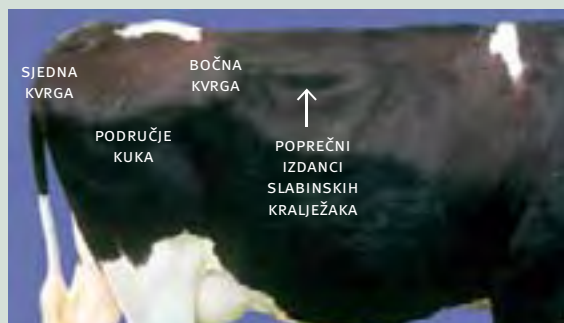 SJEDNA
KVRGA
BOČNA
KVRGA
PODRUČJE
KUKA
POPREČNI
IZDANCI
SLABINSKIH
KRALJEŽAKA